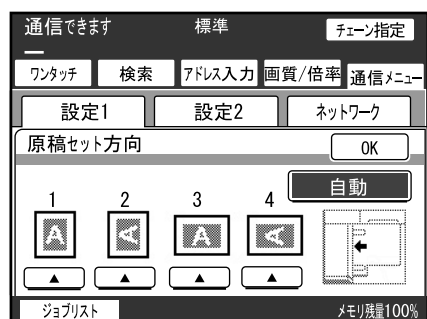 通信できます 標準 チェーン指定
ワンタッチ 検索 アドレス入力 画質/倍率 通信メニュー
設定1 設定2 ネットワーク
原稿セット方向 OK
自動
1 2 3 4
A A A A
ジョブリスト メモリ残量100%